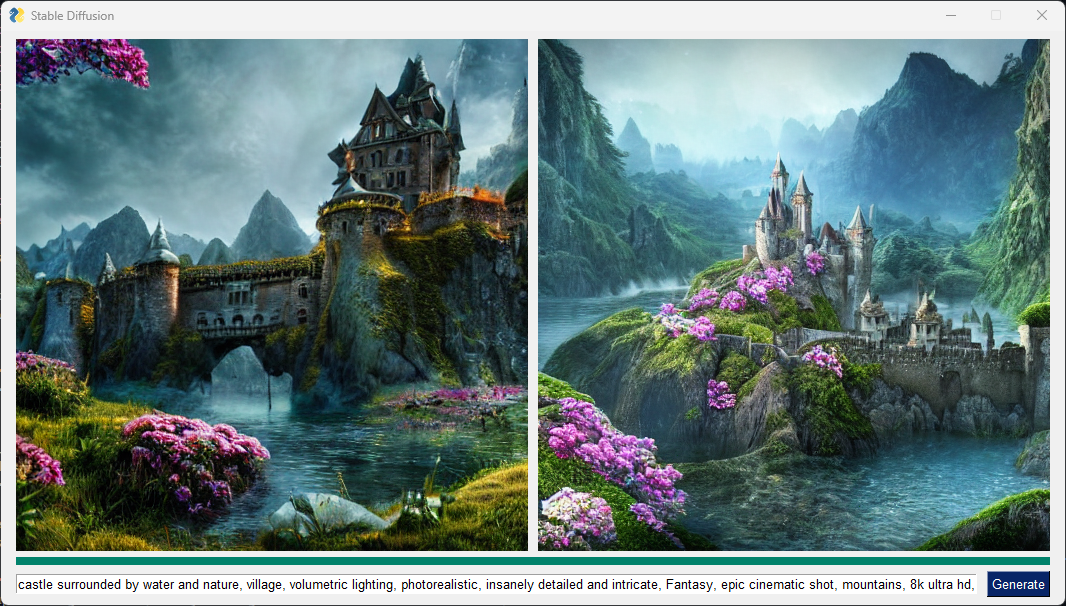 Stable Diffusion
castle surrounded by water and nature, village, volumetric lighting, photorealistic, insanely detailed and intricate, Fantasy, epic cinematic shot, mountains, 8k ultra hd,
Generate